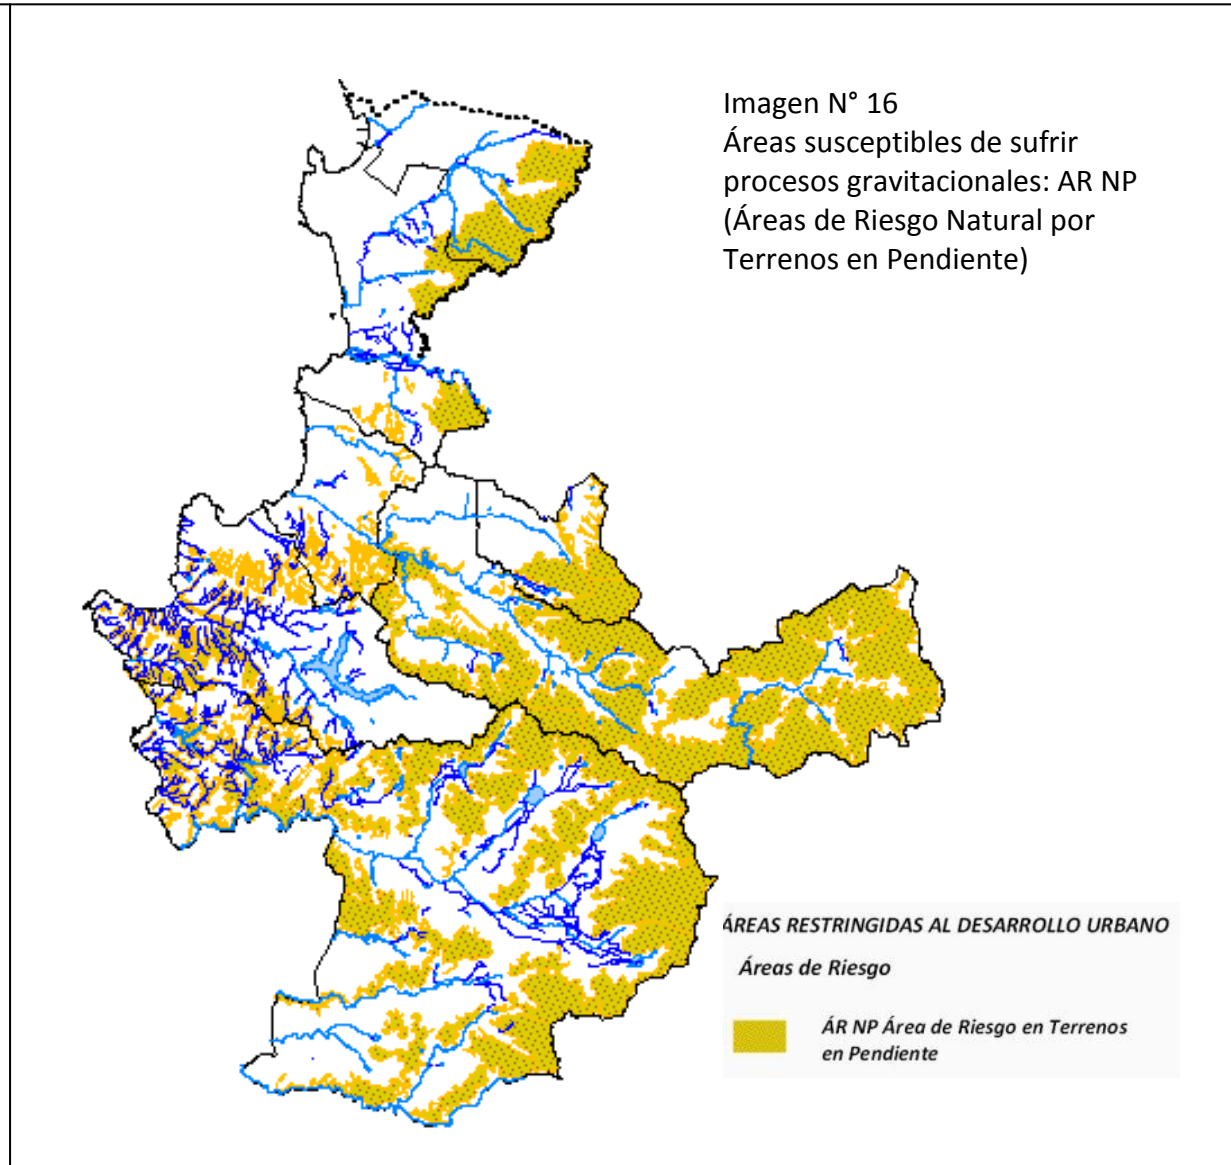 Imagen N° 16
Áreas susceptibles de sufrir
procesos gravitacionales: AR NP
(Áreas de Riesgo Natural por
Terrenos en Pendiente)
ÁREAS RESTRINGIDAS AL DESARROLLO URBANO
Áreas de Riesgo
ÁR NP Área de Riesgo en Terrenos
en Pendiente